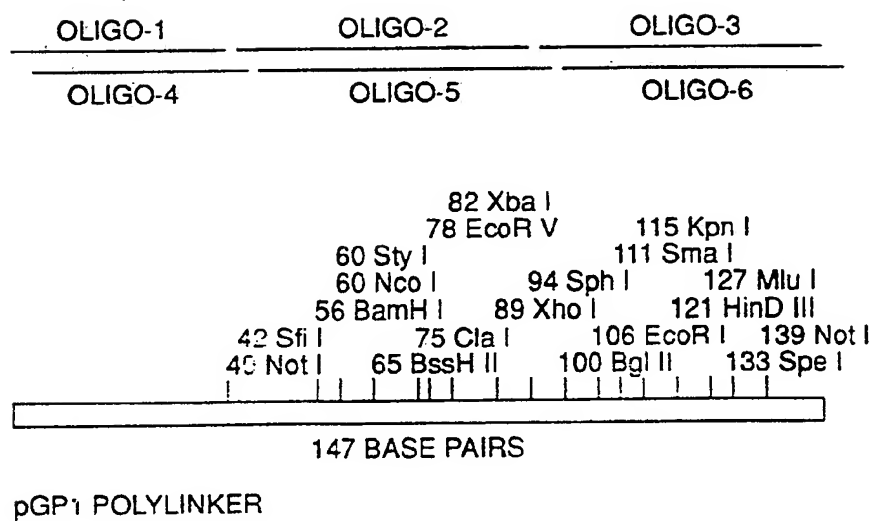 OLIGO-1 OLIGO-2 OLIGO-3
OLIGO-4 OLIGO-5 OLIGO-6
82 Xba I
78 EcoR V 115 Kpn I
60 Sty I 111 Sma I
60 Nco I 94 Sph I 127 Mlu I
56 BamH I 89 Xho I 121 HinD III
42 Sfi I 75 Cla I 106 EcoR I 139 Not I
Not I 65 BssH II 100 Bgl II 133 Spe I
147 BASE PAIRS
pGP1 POLYLINKER